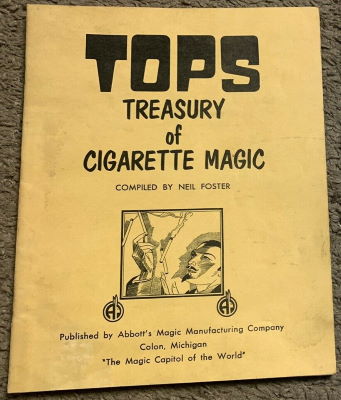 TOPS
TREASURY
of
CIGARETTE MAGIC
COMPILED BY NEIL FOSTER
Published by Abbott's Magic Manufacturing Company
Colon, Michigan
"The Magic Capitol of the World"